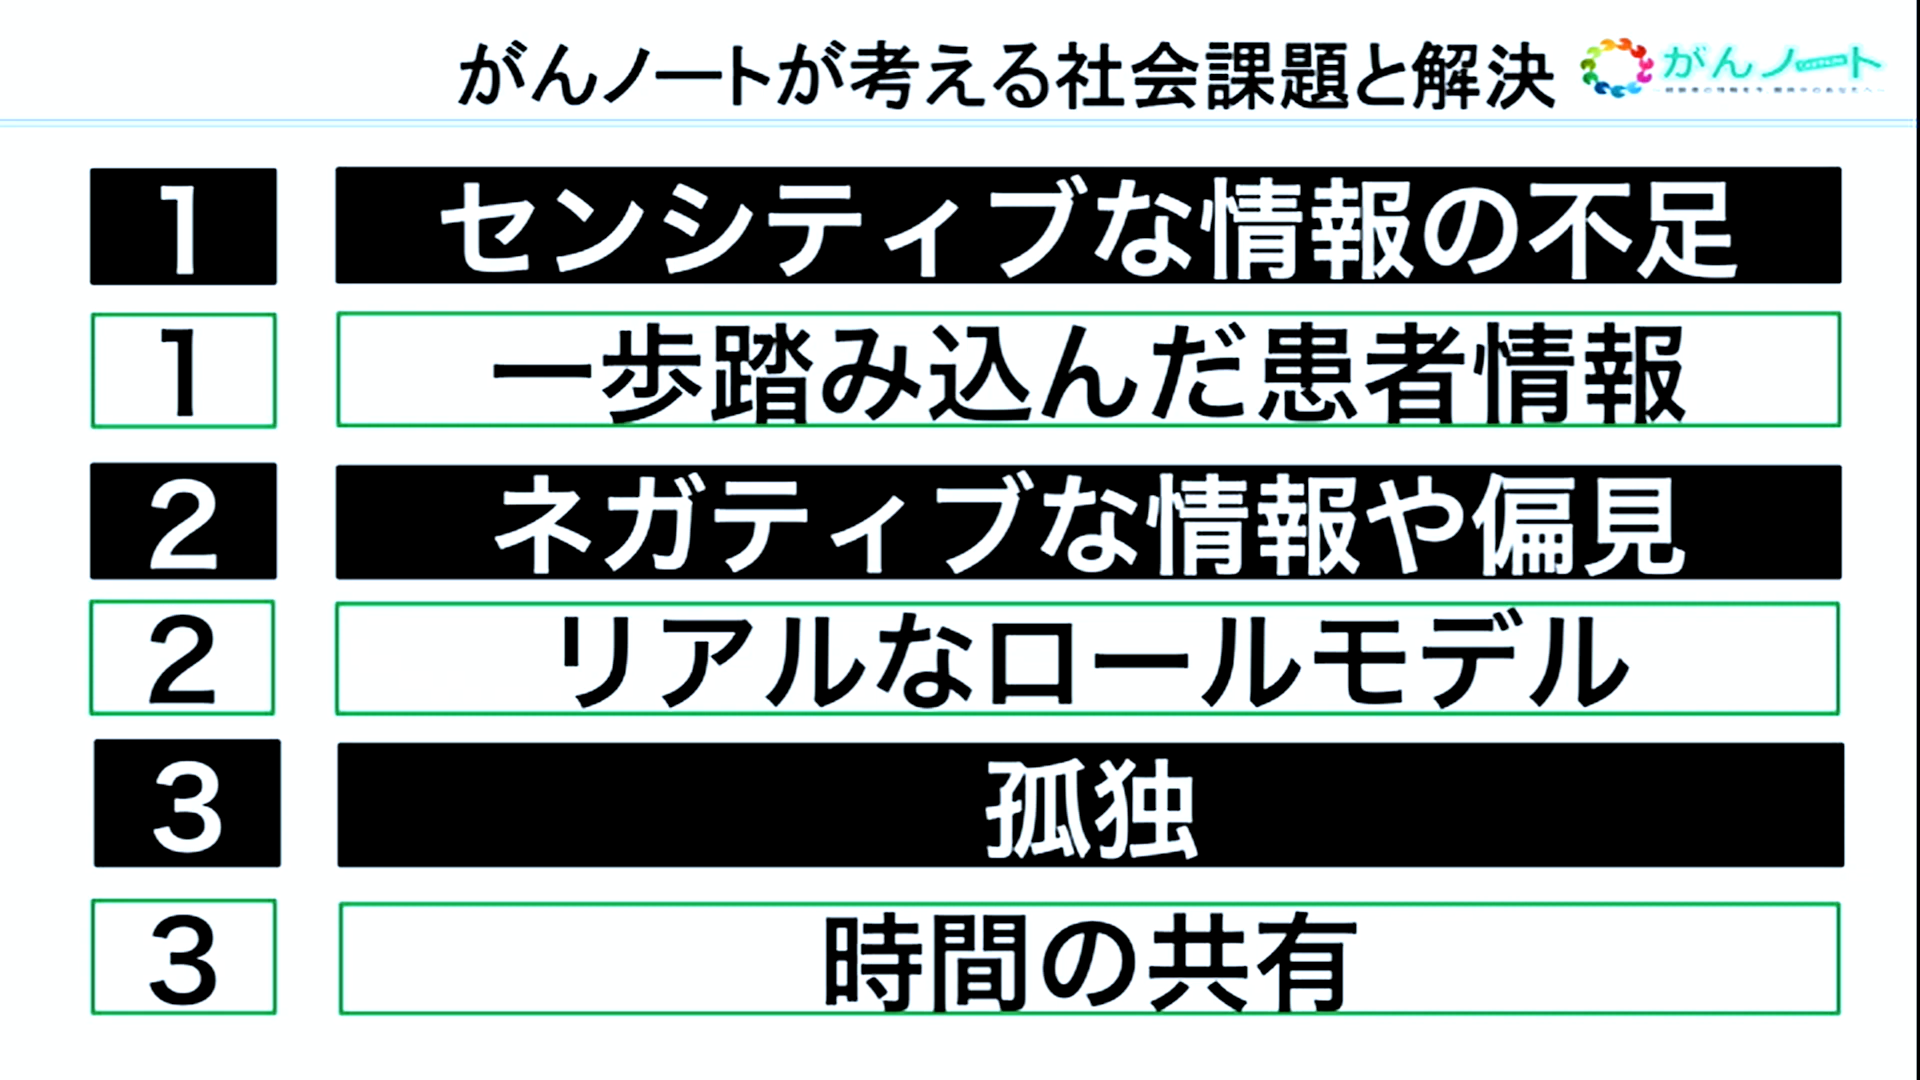 がんノートが考える社会課題と解決
がんノート
1
センシティブな情報の不足
1
一歩踏み込んだ患者情報
2
ネガティブな情報や偏見
2
リアルなロールモデル
3
孤独
3
時間の共有